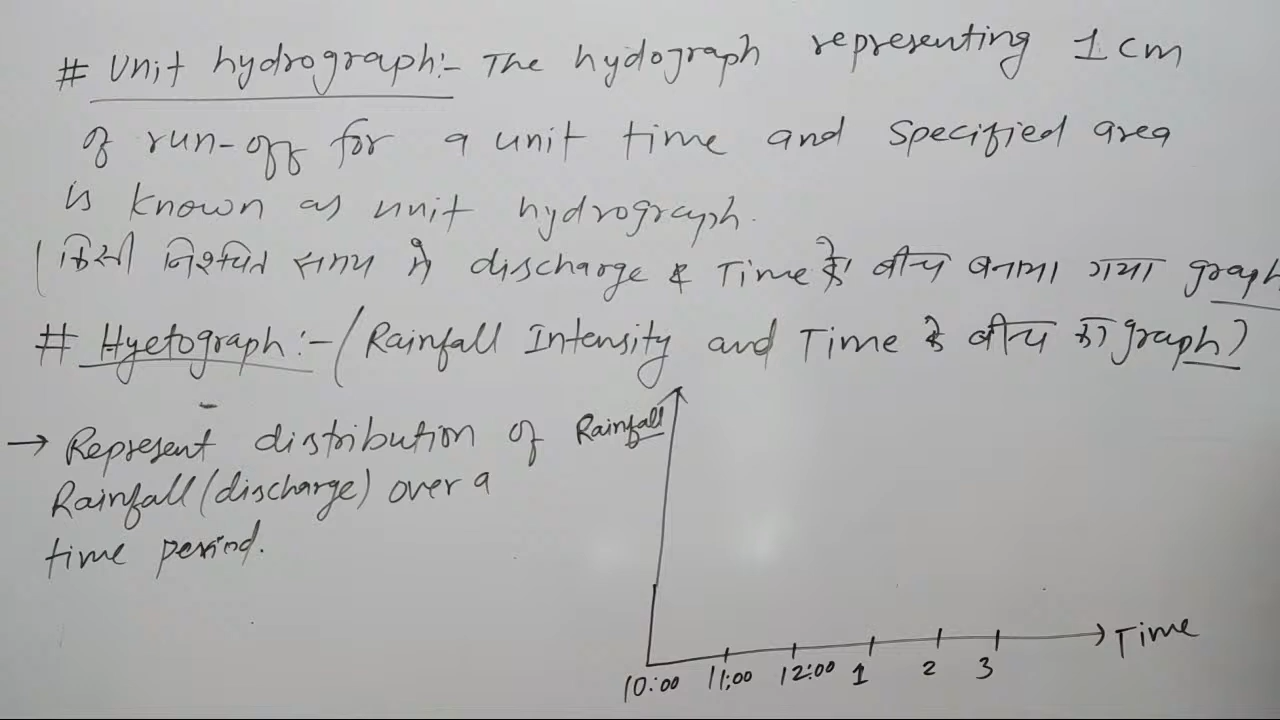 # Unit hydrograph:- The hydograph representing 1 cm
of run-off for a unit time and specified area
is known as unit hydrograph.
(किसी निश्चित समय मे discharge & Time के बीच बनाया गया graph
# Hyetograph:- (Rainfall Intensity and Time के बीच का graph)
→ Represent distribution of
Rainfall (discharge) over a
time period.
Rainfall
Time
10:00 11:00 12:00 1 2 3